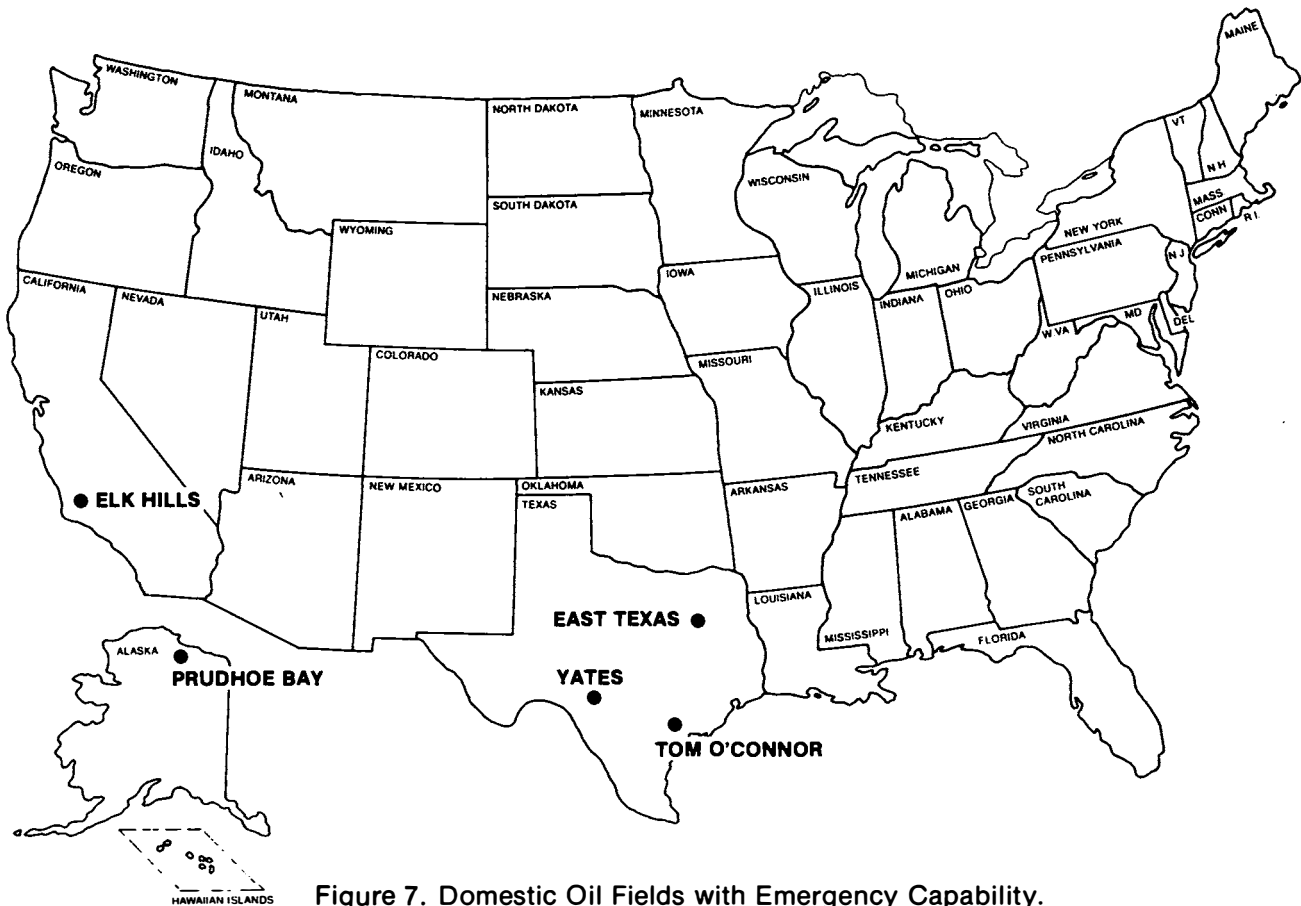 WASHINGTON
MONTANA
NORTH DAKOTA
MINNESOTA
MAINE
VT
N H
IDAHO
OREGON
WISCONSIN
MASS
CONN
R I.
SOUTH DAKOTA
WYOMING
NEW YORK
MICHIGAN
PENNSYLVANIA
N J
IOWA
CALIFORNIA
NEVADA
NEBRASKA
ILLINOIS
INDIANA
OHIO
UTAH
MD
DEL
W VA
COLORADO
MISSOURI
KANSAS
KENTUCKY
VIRGINIA
NORTH CAROLINA
ARIZONA
NEW MEXICO
OKLAHOMA
TEXAS
ARKANSAS
TENNESSEE
SOUTH
CAROLINA
ALABAMA
GEORGIA
ELK HILLS
LOUISIANA
EAST TEXAS
MISSISSIPPI
FLORIDA
ALASKA
PRUDHOE BAY
YATES
TOM O'CONNOR
HAWAIIAN ISLANDS
Figure 7. Domestic Oil Fields with Emergency Capability.